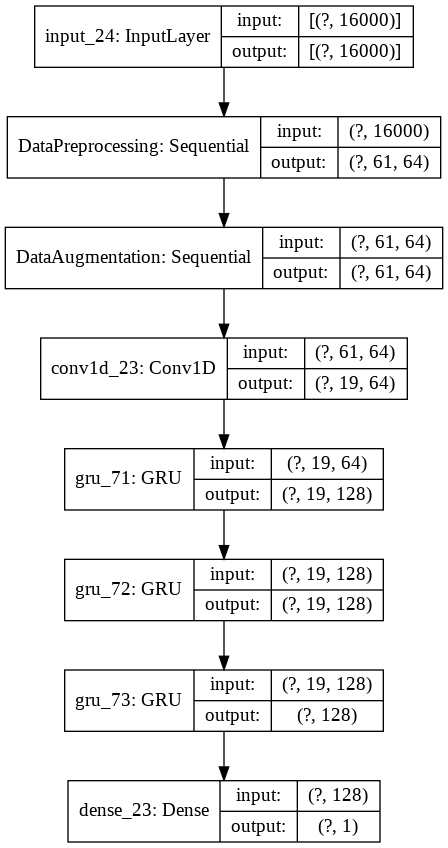 input_24: InputLayer
input:
[(?, 16000)]
output:
[(?, 16000)]
DataPreprocessing: Sequential
input:
(?, 16000)
output:
(?, 61, 64)
DataAugmentation: Sequential
input:
(?, 61, 64)
output:
(?, 61, 64)
conv1d_23: Conv1D
input:
(?, 61, 64)
output:
(?, 19, 64)
gru_71: GRU
input:
(?, 19, 64)
output:
(?, 19, 128)
gru_72: GRU
input:
(?, 19, 128)
output:
(?, 19, 128)
gru_73: GRU
input:
(?, 19, 128)
output:
(?, 128)
dense_23: Dense
input:
(?, 128)
output:
(?, 1)